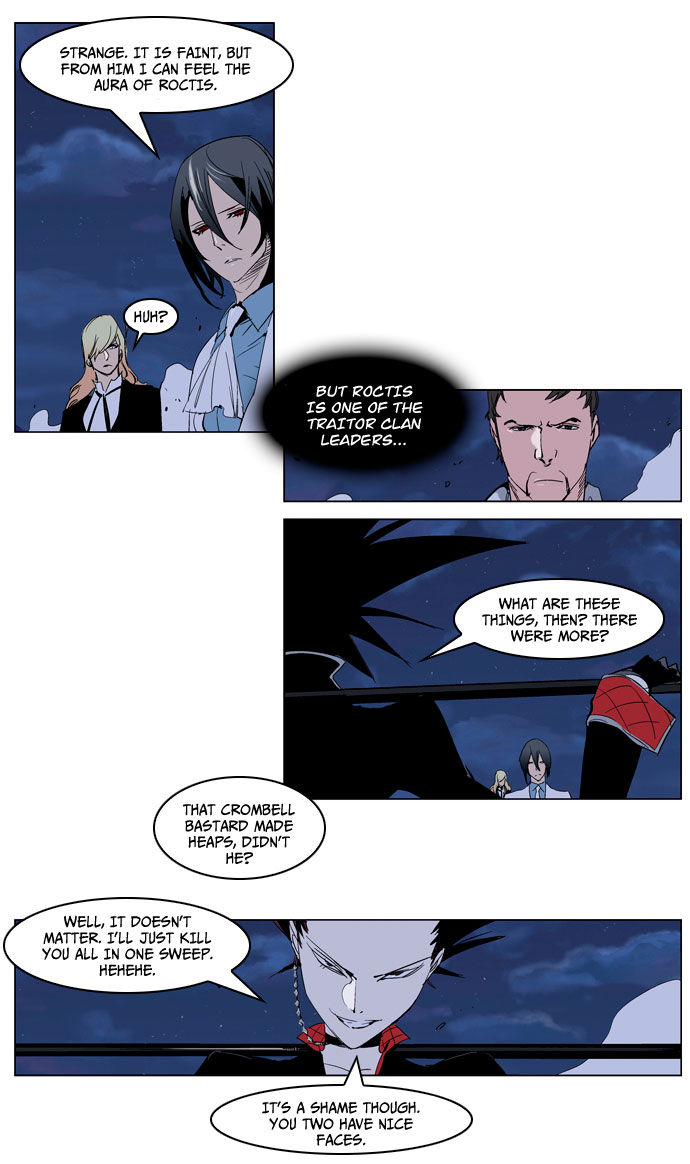 STRANGE. IT IS FAINT, BUT
FROM HIM I CAN FEEL THE
AURA OF ROCTIS.
HUH?
BUT ROCTIS
IS ONE OF THE
TRAITOR CLAN
LEADERS...
WHAT ARE THESE
THINGS, THEN? THERE
WERE MORE?
THAT CROMBELL
BASTARD MADE
HEAPS, DIDN'T
HE?
WELL, IT DOESN'T
MATTER. I'LL JUST KILL
YOU ALL IN ONE SWEEP.
HEHEHE.
IT'S A SHAME THOUGH.
YOU TWO HAVE NICE
FACES.